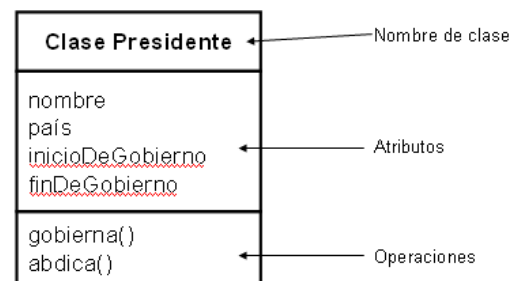 Clase Presidente
Nombre de clase
nombre
país
inicioDeGobierno
finDeGobierno
Atributos
gobierna()
abdica()
Operaciones